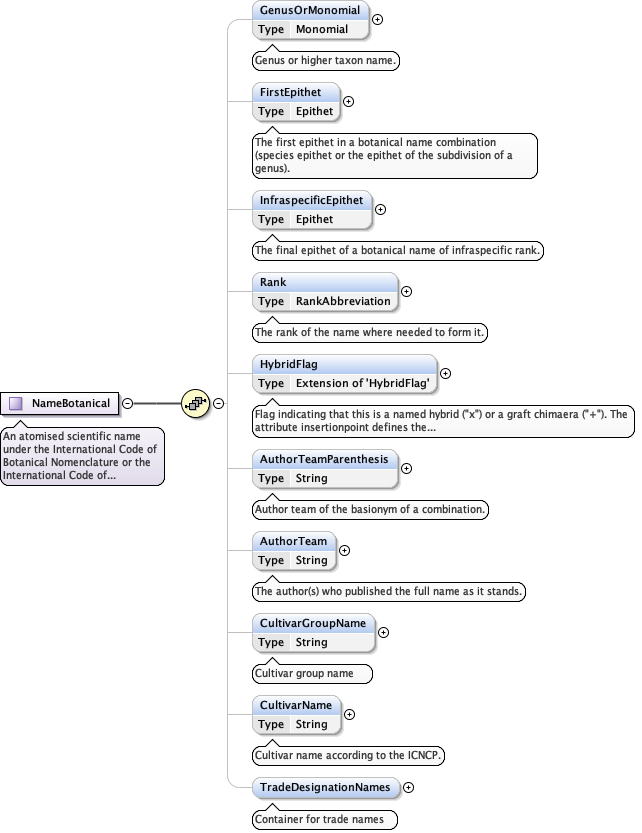 GenusOrMonomial
Type Monomial
Genus or higher taxon name.
FirstEpithet
Type Epithet
The first epithet in a botanical name combination
(species epithet or the epithet of the subdivision of a
genus).
InfraspecificEpithet
Type Epithet
The final epithet of a botanical name of infraspecific rank.
Rank
Type RankAbbreviation
The rank of the name where needed to form it.
HybridFlag
Type Extension of 'HybridFlag'
Flag indicating that this is a named hybrid ("x") or a graft chimaera ("+"). The
attribute insertionpoint defines the...
NameBotanical
An atomised scientific name
under the International Code of
Botanical Nomenclature or the
International Code of...
AuthorTeamParenthesis
Type String
Author team of the basionym of a combination.
AuthorTeam
Type String
The author(s) who published the full name as it stands.
CultivarGroupName
Type String
Cultivar group name
CultivarName
Type String
Cultivar name according to the ICNCP.
TradeDesignationNames
Container for trade names